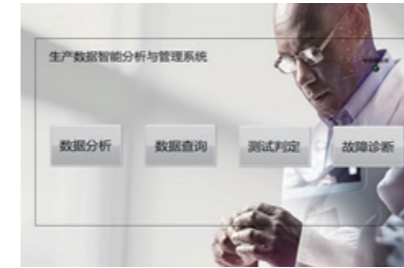 生产数据智能分析与管理系统
数据分析
数据查询
测试判定
故障诊断